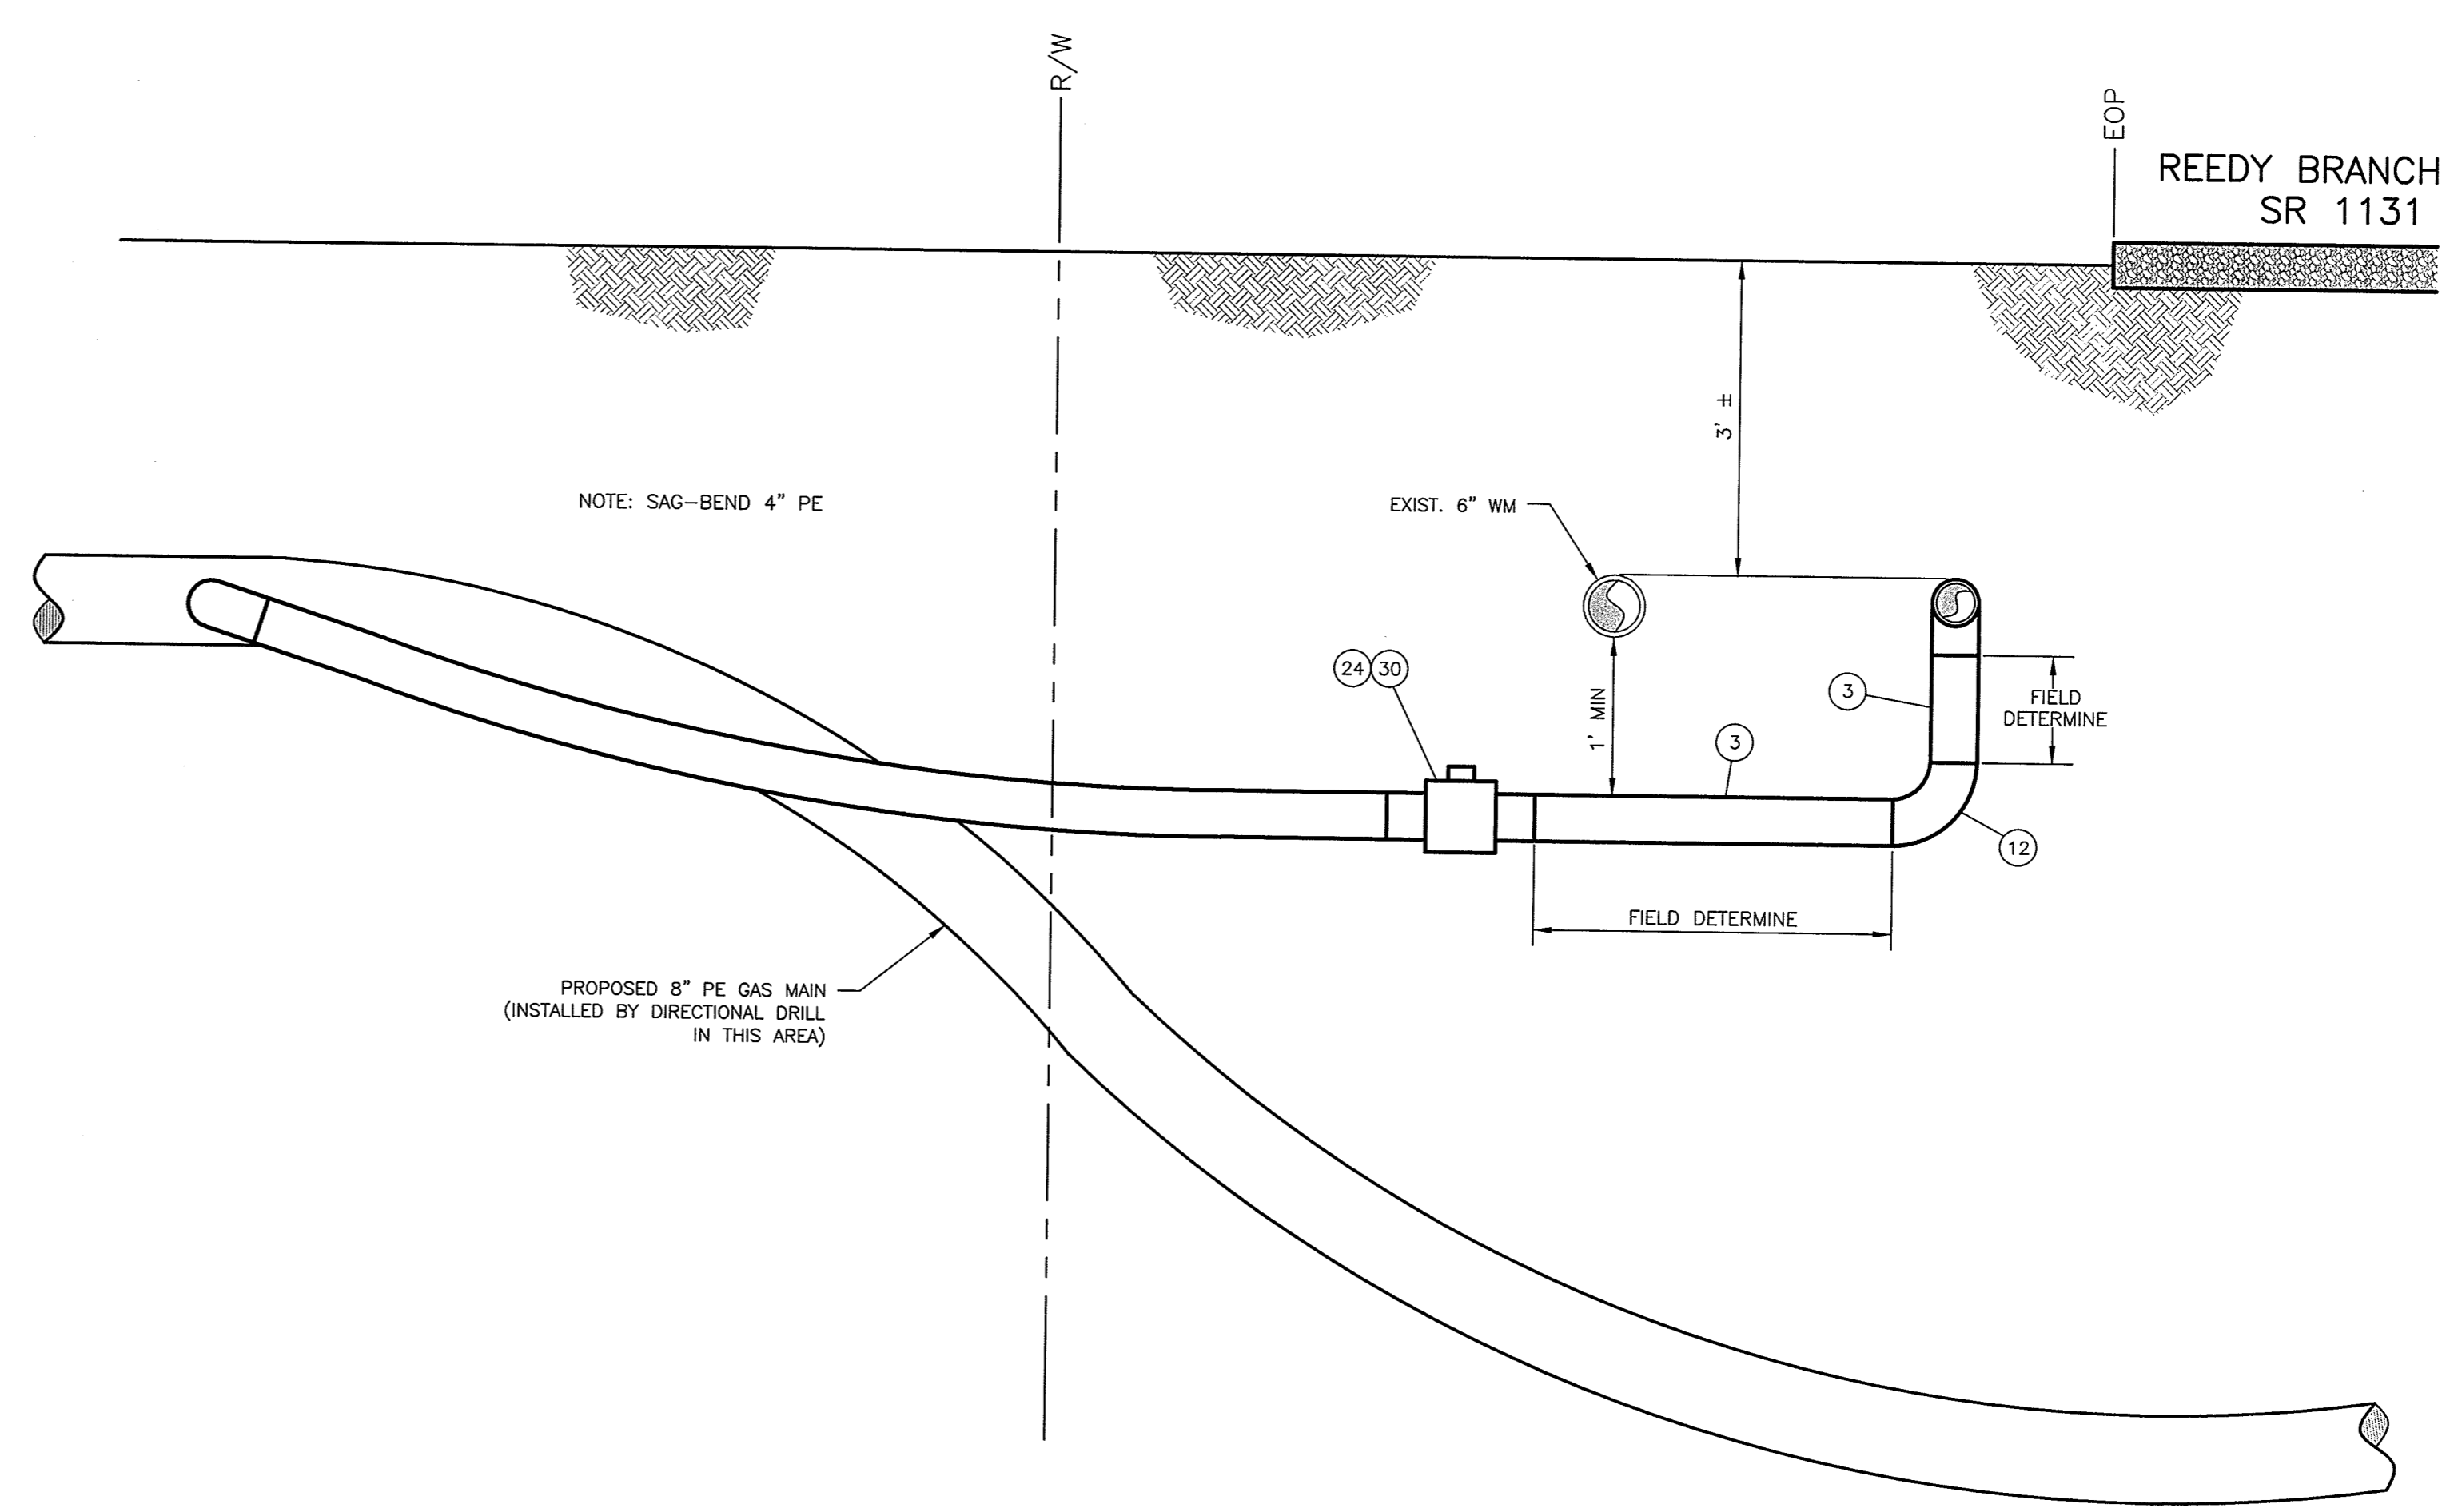 R/W
EOP
REEDY BRANCH
SR 1131
3' ±
NOTE: SAG-BEND 4" PE
EXIST. 6" WM
24 30
3
FIELD
DETERMINE
1' MIN
3
12
FIELD DETERMINE
PROPOSED 8" PE GAS MAIN
(INSTALLED BY DIRECTIONAL DRILL
IN THIS AREA)